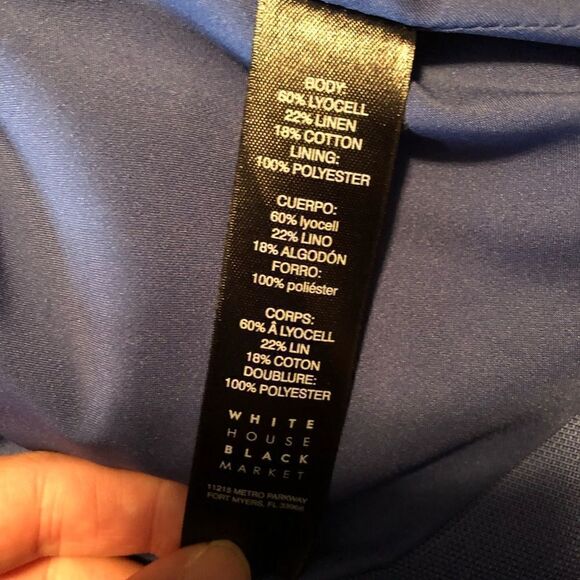 BODY:
60% LYOCELL
22% LINEN
18% COTTON
LINING:
100% POLYESTER
CUERPO:
60% lyocell
22% LINO
18% ALGODÓN
FORRO:
100% poliéster
CORPS:
60% Â LYOCELL
22% LIN
18% COTON
DOUBLURE:
100% POLYESTER
WHITE
HOUSE
BLACK
MARKET
11215 METRO PARKWAY
FORT MYERS, FL